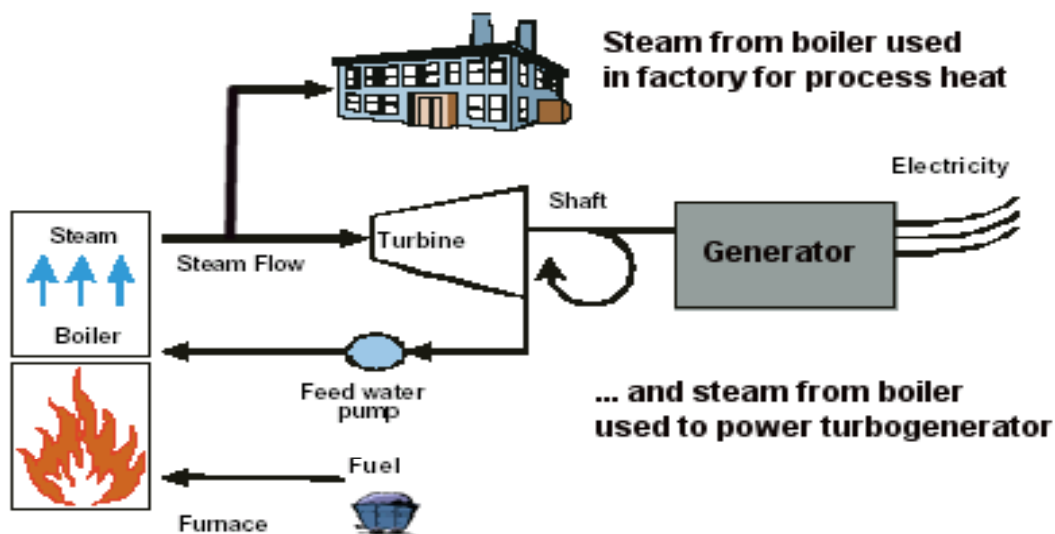 Steam from boiler used
in factory for process heat
Electricity
Shaft
Steam
Turbine
Generator
Steam Flow
Boiler
Feed water
pump
... and steam from boiler
used to power turbogenerator
Fuel
Furnace